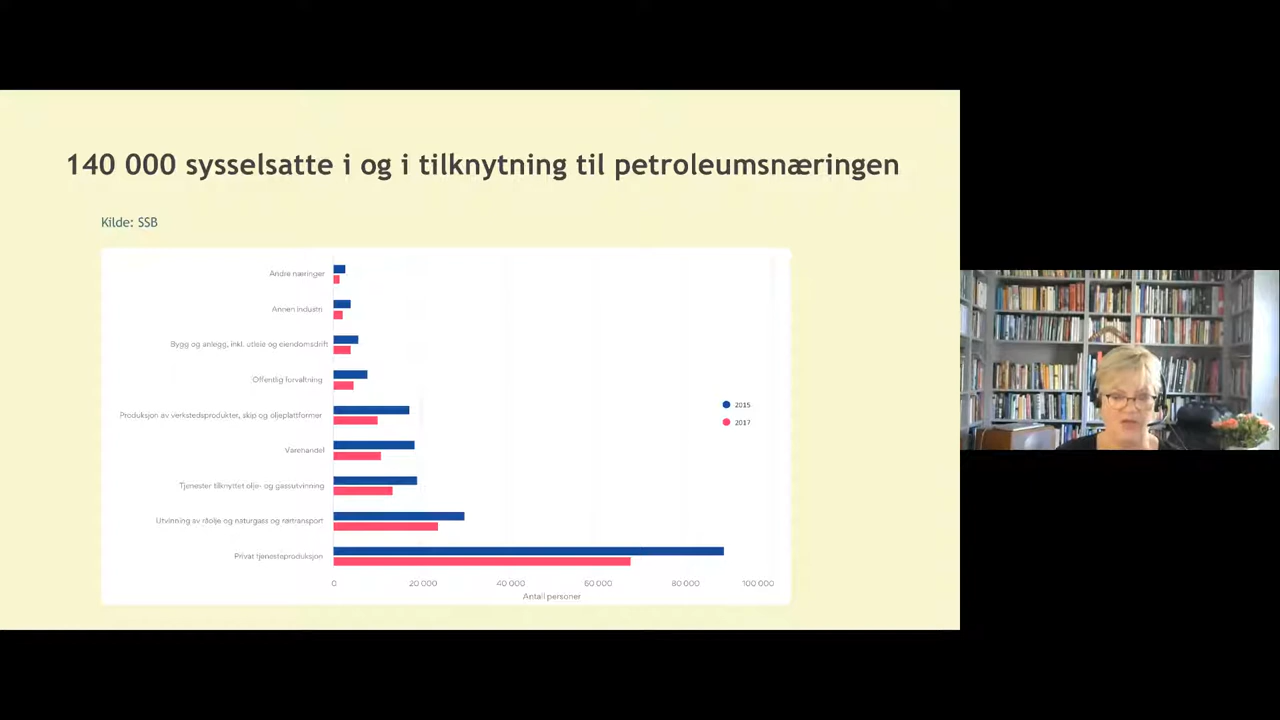 140 000 sysselsatte i og i tilknytning til petroleumsnæringen
Kilde: SSB
Andre næringer
Annen industri
Bygg og anlegg, inkl. utleie og eiendomsdrift
Offentlig forvaltning
Produksjon av verkstedsprodukter, skip og oljeplattformer
Varehandel
Tjenester tilknyttet olje- og gassutvinning
Utvinning av råolje og naturgass og rørtransport
Privat tjenesteproduksjon
2015
2017
0 20 000 40 000 60 000 80 000 100 000
Antall personer